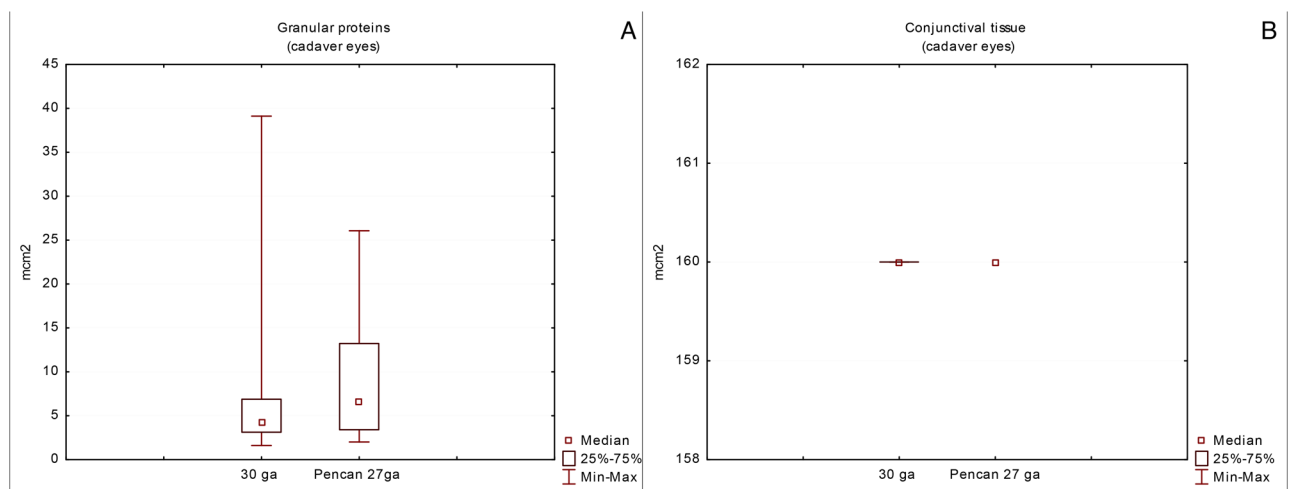 Granular proteins
(cadaver eyes)
A
45
40
35
30
25
20
15
10
5
0
mcm2
30 ga
Pencan 27ga
Median
25%-75%
Min-Max
Conjunctival tissue
(cadaver eyes)
B
162
161
160
159
158
mcm2
30 ga
Pencan 27 ga
Median
25%-75%
Min-Max